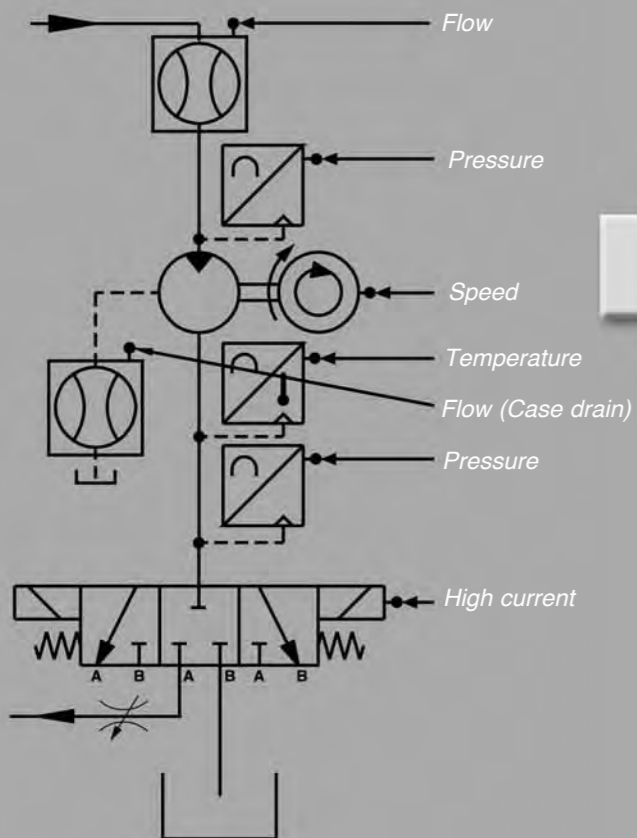 Flow
Pressure
Speed
Temperature
Flow (Case drain)
Pressure
High current
A B A B A B